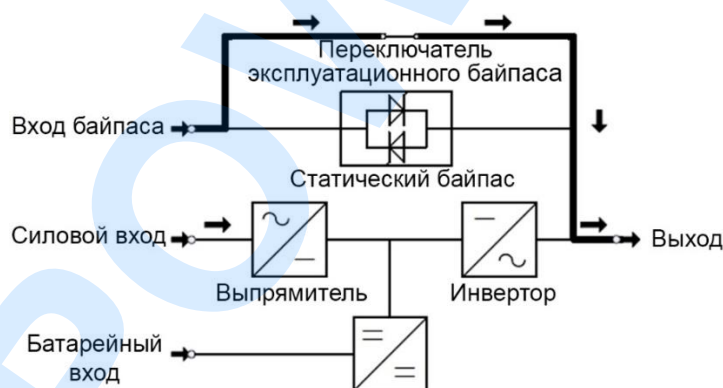 Переключатель
эксплуатационного байпаса
Вход байпаса
Статический байпас
Силовой вход
Выход
Выпрямитель
Инвертор
Батарейный
вход